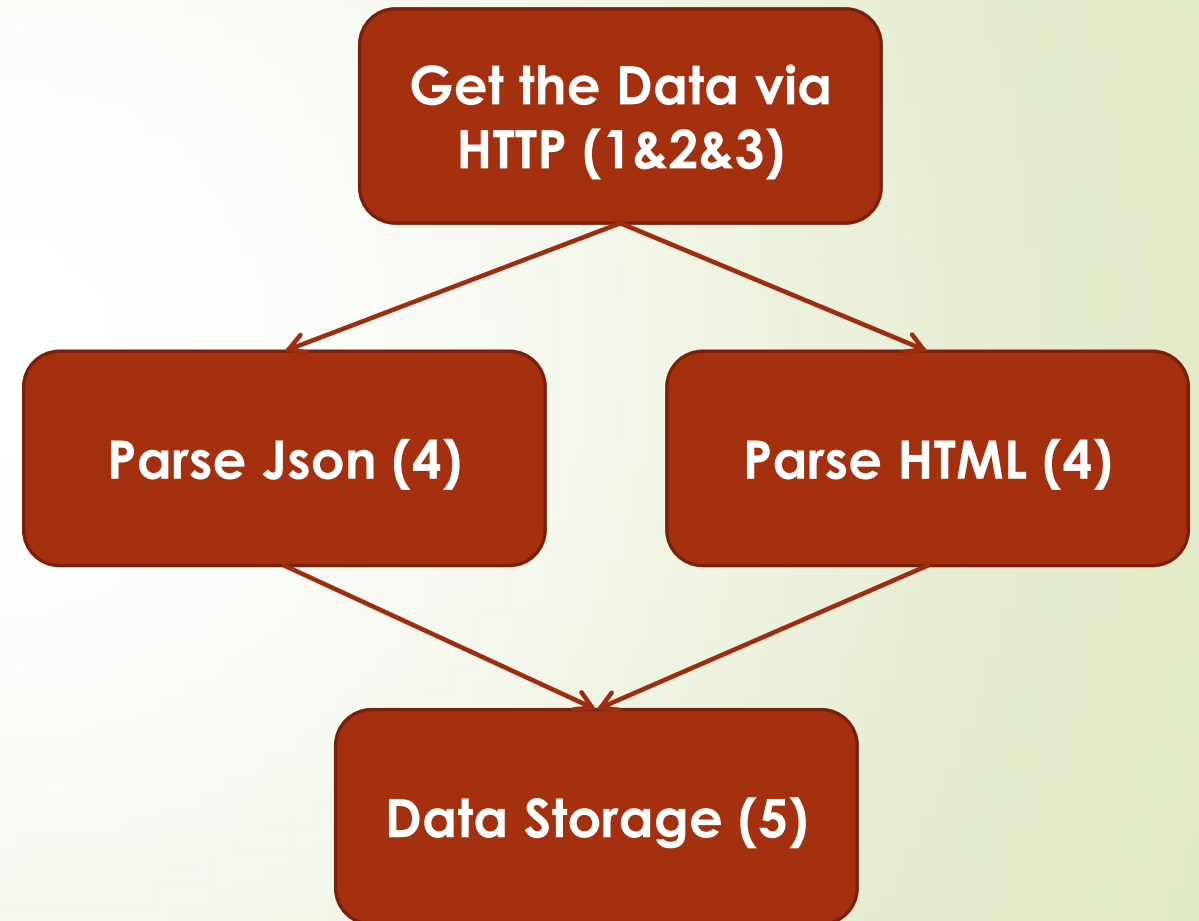 Get the Data via
HTTP (1&2&3)
Parse Json (4)
Parse HTML (4)
Data Storage (5)